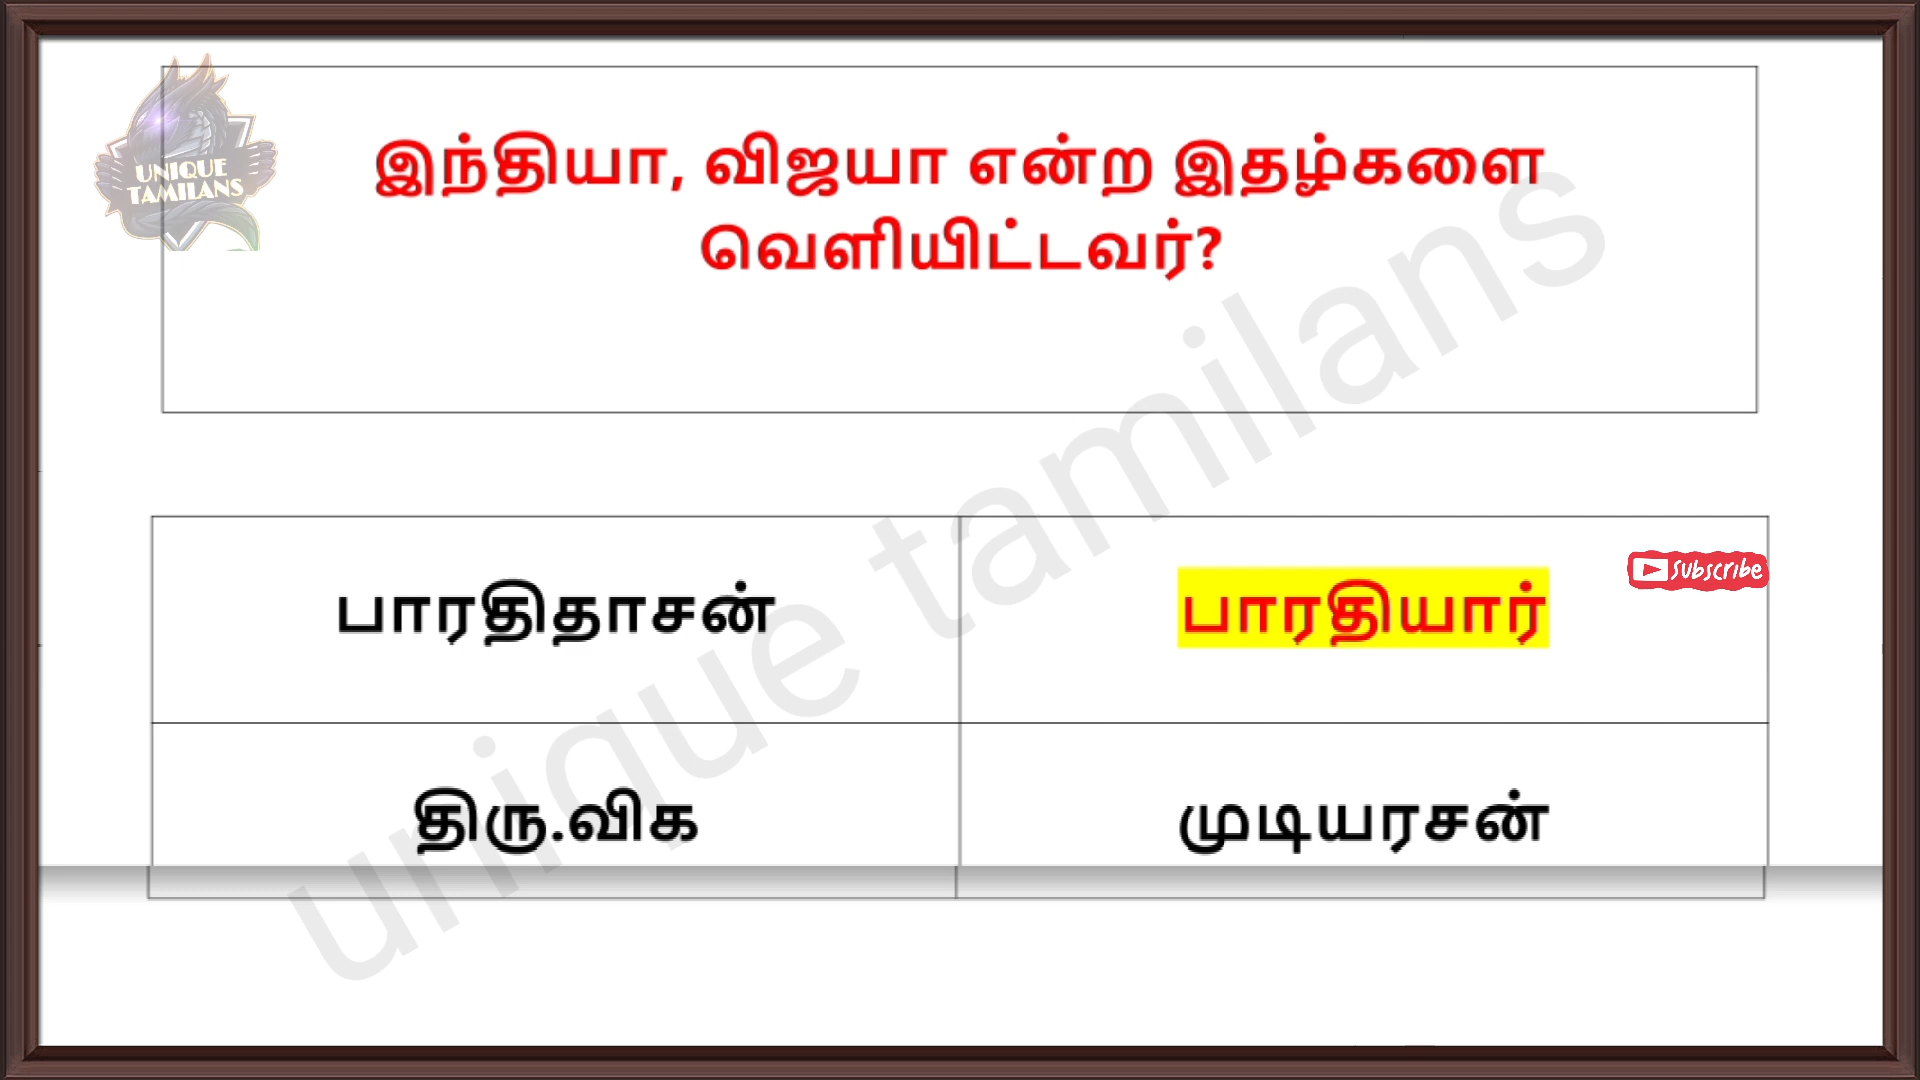 UNIQUE
TAMILANS
இந்தியா, விஜயா என்ற இதழ்களை
வெளியிட்டவர்?
பாரதிதாசன்
பாரதியார்
Subscribe
திரு.விக
முடியரசன்
unique tamilans